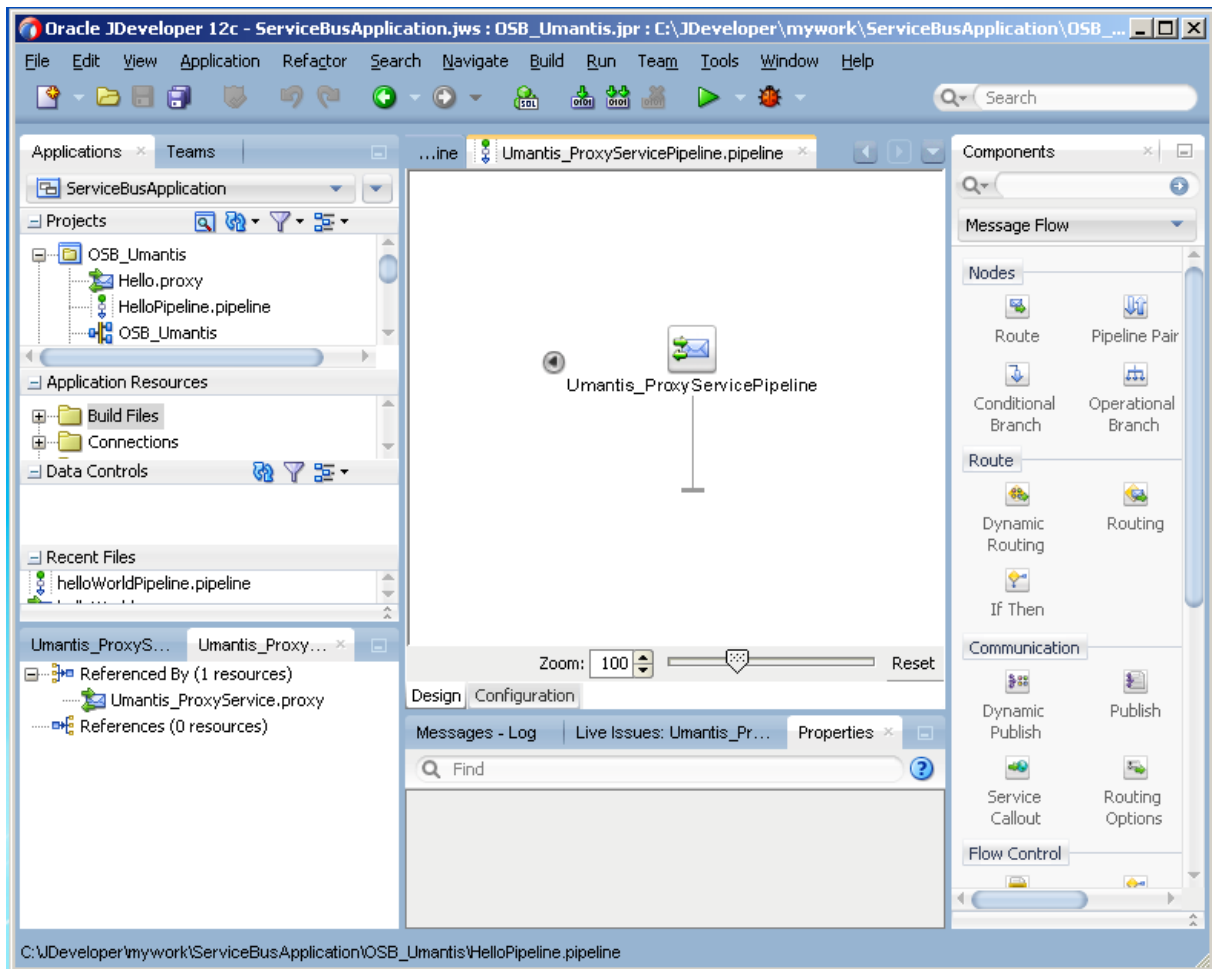 Oracle JDeveloper 12c - ServiceBusApplication.jws : OSB_Umantis.jpr : C:\JDeveloper\mywork\ServiceBusApplication\OSB_...
File Edit View Application Refactor Search Navigate Build Run Team Tools Window Help
Search
Applications
Teams
ServiceBusApplication
Projects
OSB_Umantis
Hello.proxy
HelloPipeline.pipeline
OSB_Umantis
Application Resources
Build Files
Connections
Data Controls
Recent Files
helloWorldPipeline.pipeline
Umantis_ProxyS...
Umantis_Proxy...
Referenced By (1 resources)
Umantis_ProxyService.proxy
References (0 resources)
...ine
Umantis_ProxyServicePipeline.pipeline
Umantis_ProxyServicePipeline
Zoom: 100
Reset
Design
Configuration
Messages - Log
Live Issues: Umantis_Pr...
Properties
Find
Components
Message Flow
Nodes
Route
Pipeline Pair
Conditional Branch
Operational Branch
Route
Dynamic Routing
Routing
If Then
Communication
Dynamic Publish
Publish
Service Callout
Routing Options
Flow Control
C:\JDeveloper\mywork\ServiceBusApplication\OSB_Umantis\HelloPipeline.pipeline